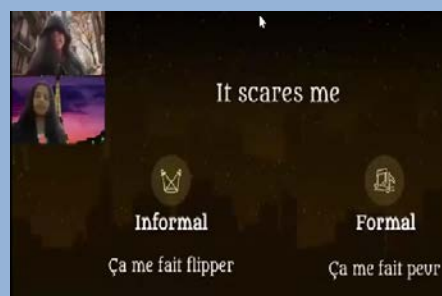 It scares me
Informal
Formal
Ça me fait flipper
Ça me fait peur